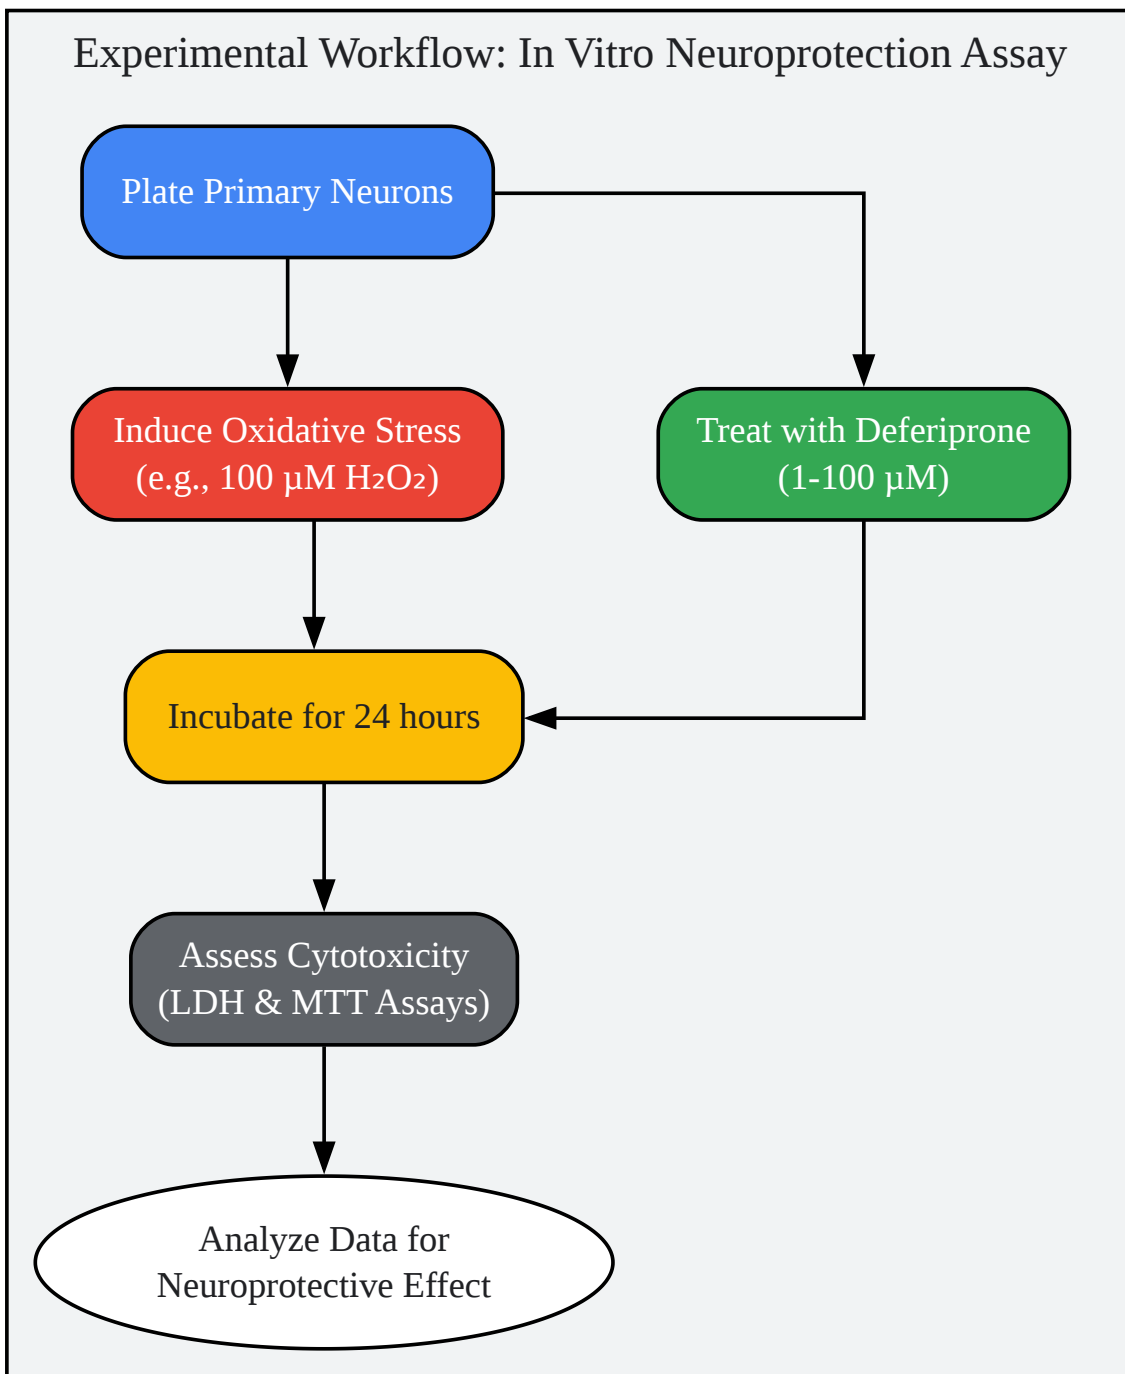 Experimental Workflow: In Vitro Neuroprotection Assay
Plate Primary Neurons
Induce Oxidative Stress
(e.g., 100 µM H₂O₂)
Treat with Deferiprone
(1-100 µM)
Incubate for 24 hours
Assess Cytotoxicity
(LDH & MTT Assays)
Analyze Data for
Neuroprotective Effect